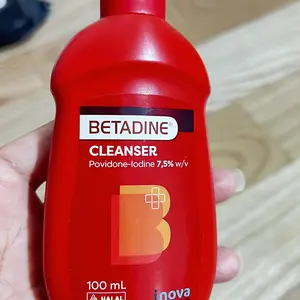 BETADINE®
CLEANSER
Povidone-Iodine 7,5% w/v
B
100 mL
HALAL
inova